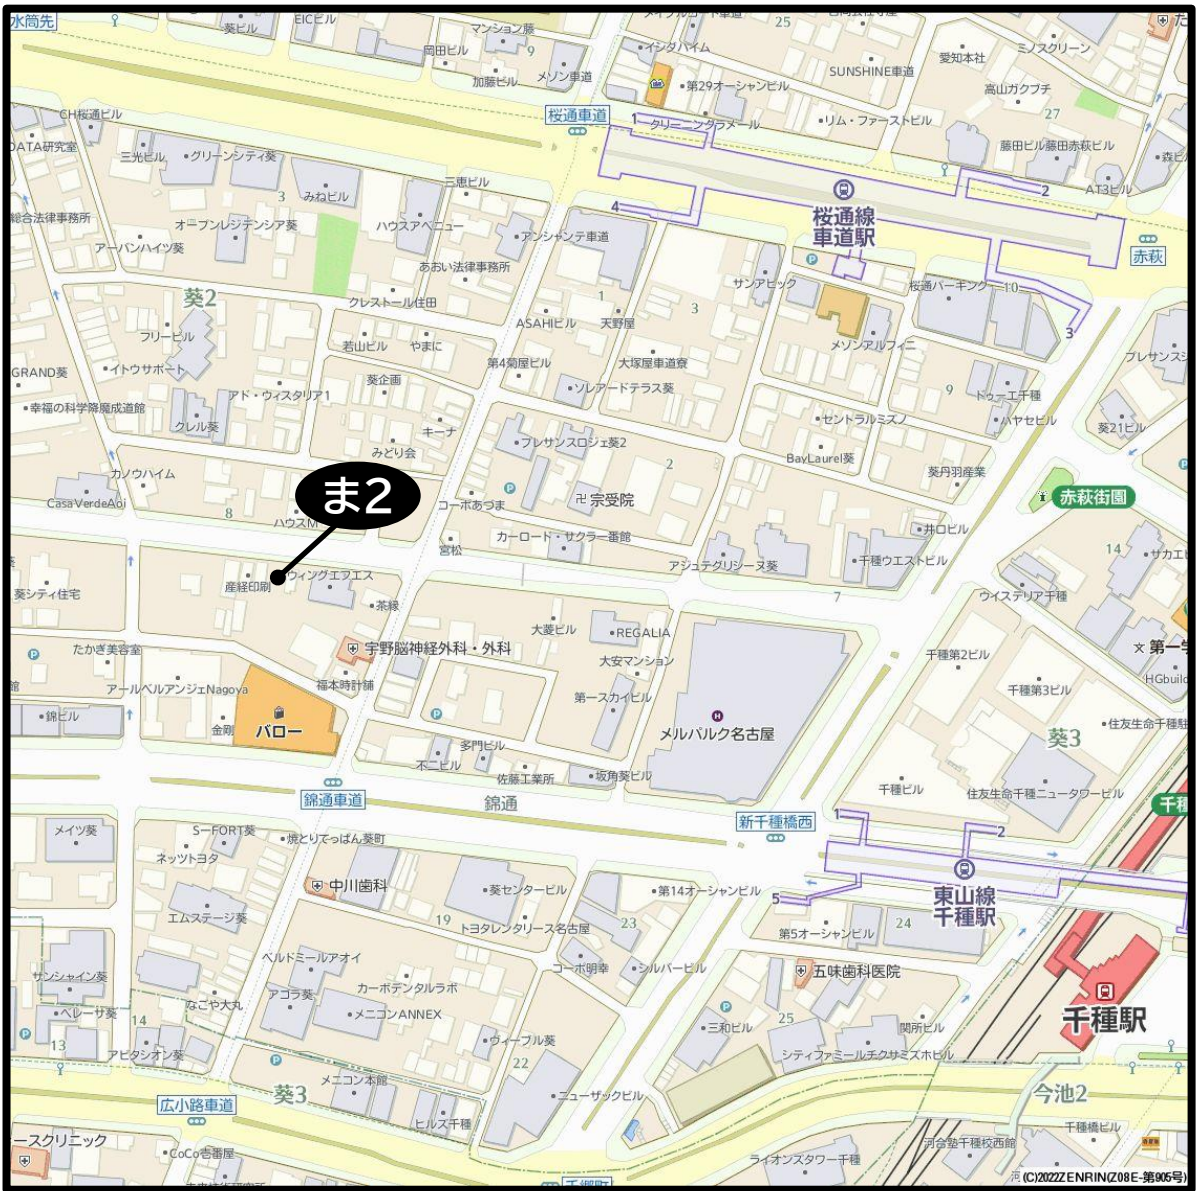 水筒先
葵ビル
EICビル
マンション藤
25
イシダハイム
岡田ビル
9
加藤ビル
メゾン車道
第29オーシャンビル
SUNSHINE車道
愛知本社
ミノスクリーン
高山ガクブチ
27
CH桜通ビル
桜通車道
1
クリーニングラメール
リム・ファーストビル
藤田ビル
藤田赤萩ビル
DATA研究室
三光ビル
グリーンシティ葵
3
みねビル
三恵ビル
4
桜通線
車道駅
2
AT3ビル
総合法律事務所
オープンレジデンシア葵
ハウスアベニュー
アンシャンテ車道
アーバンハイツ葵
あおい法律事務所
サンアピック
P
桜通パーキング
10
赤萩
葵2
クレストール住田
1
ASAHIビル
天野屋
3
3
フリービル
若山ビル
やまに
第4菊屋ビル
大塚屋車道寮
メゾンアルフィニ
GRAND葵
イトウサポート
葵企画
アド・ウィスタリア1
ソレアードテラス葵
9
ドゥーエ千種
幸福の科学降魔成道館
クレル葵
キーナ
セントラルミズノ
ハヤセビル
葵21ビル
みどり会
プレサンスロジェ葵2
BayLaurel葵
葵丹羽産業
カノウハイム
ま2
P
2
CasaVerdeAoi
8
ハウスM
コーポあづま
卍宗受院
赤萩街園
宮松
カーロード・サクラ一番館
井口ビル
14
産経印刷
ウィングエフエス
アジュテグリシーヌ葵
千種ウエストビル
葵シティ住宅
茶縁
7
ウイステリア千種
大菱ビル
REGALIA
P
たかぎ美容室
宇野脳神経外科・外科
大安マンション
千種第2ビル
アールベルアンジェNagoya
福本時計舗
第一スカイビル
千種第3ビル
錦ビル
金剛
バロー
P
メルパルク名古屋
葵3
多門ビル
不二ビル
佐藤工業所
坂角葵ビル
千種ビル
住友生命千種ニュータワービル
錦通車道
錦通
新千種橋西
1
2
メイツ葵
S−FORT葵
焼とりてっぱん葵町
ネッツトヨタ
中川歯科
葵センタービル
第14オーシャンビル
5
東山線
千種駅
エムステージ葵
19
トヨタレンタリース名古屋
23
第5オーシャンビル
24
ベルドミールアオイ
サンシャイン葵
アコラ葵
カーボデンタルラボ
コーポ明幸
シルバービル
五味歯科医院
なごや大丸
メニコンANNEX
ベレーサ葵
14
P
三和ビル
25
関所ビル
千種駅
13
アビタシオン葵
ヴィーブル葵
シティファミールチクサミズホビル
P
22
メニコン本館
葵3
ニューザックビル
今池2
広小路車道
ヒルズ千種
千種橋ビル
CoCo壱番屋
ライオンズタワー千種
河合塾千種校西館
(C)2022ZENRIN(Z08E-第905号)